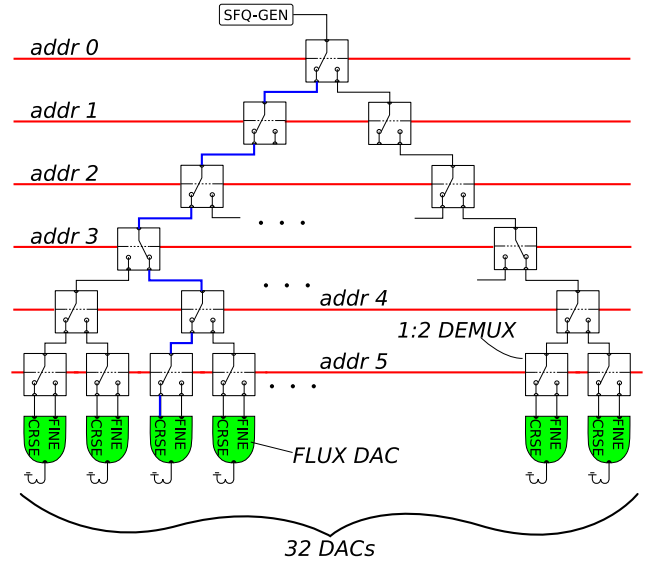 SFQ-GEN
addr 0
addr 1
addr 2
addr 3
addr 4
1:2 DEMUX
addr 5
CRSE FINE CRSE FINE CRSE FINE CRSE FINE CRSE FINE CRSE FINE
FLUX DAC
32 DACs